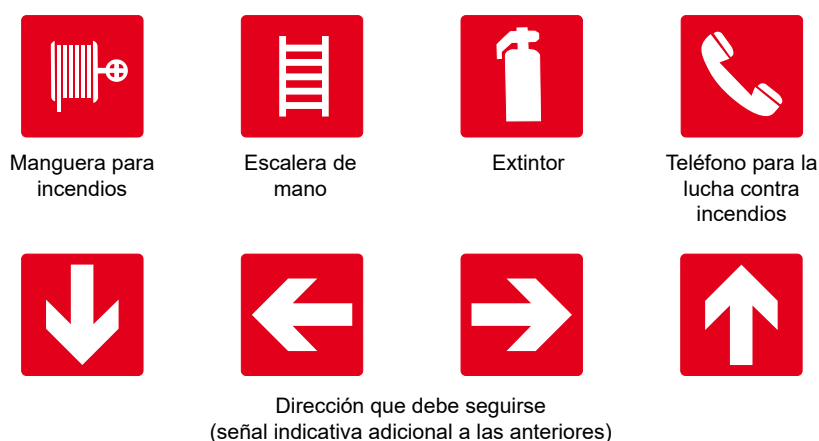 Manguera para
incendios
Escalera de
mano
Extintor
Teléfono para la
lucha contra
incendios
Dirección que debe seguirse
(señal indicativa adicional a las anteriores)